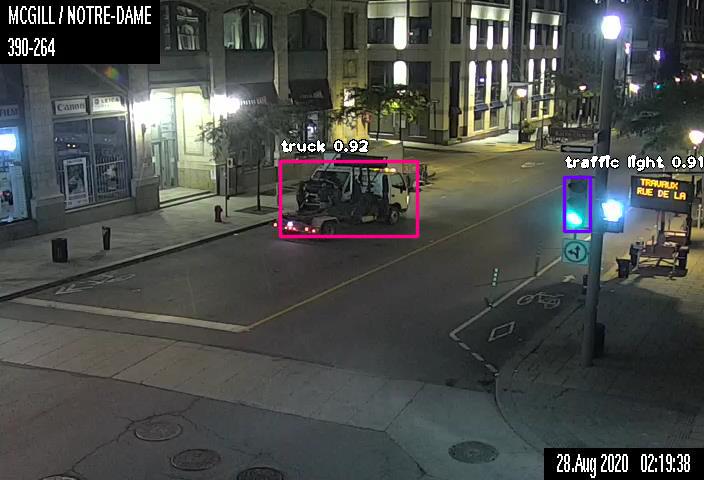 MCGILL / NOTRE-DAME
390-264
truck 0.92
traffic light 0.91
TRAVAUX
RUE DE LA
Canon
28.Aug 2020 02:19:38